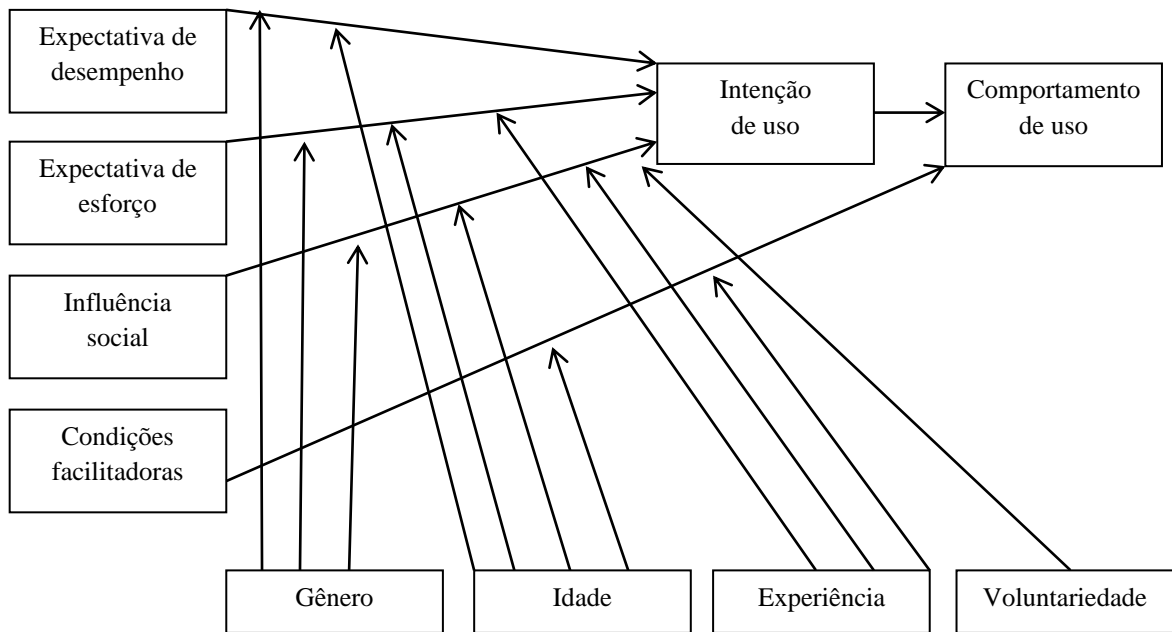 Expectativa de
desempenho
Intenção
de uso
Comportamento
de uso
Expectativa de
esforço
Influência
social
Condições
facilitadoras
Gênero
Idade
Experiência
Voluntariedade